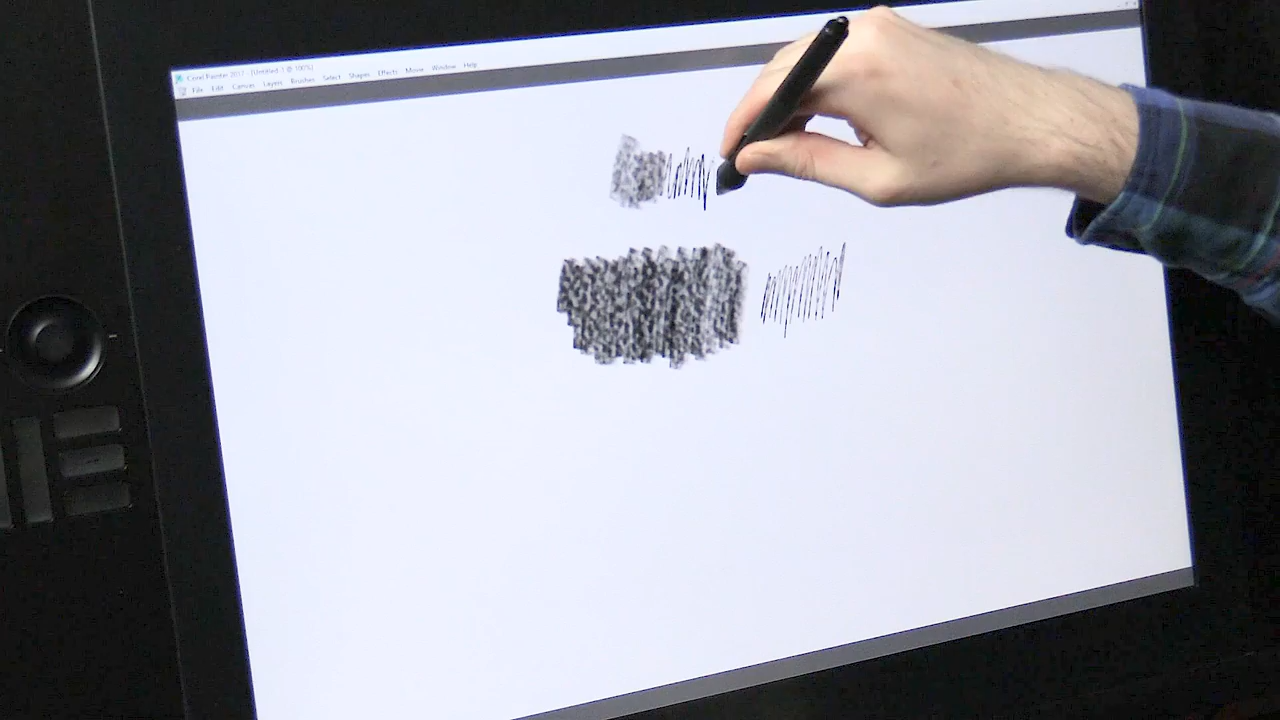 Corel Painter 2017 - [Untitled-1 @ 100%]
File Edit Canvas Layers Brushes Select Shapes Effects Movie Window Help